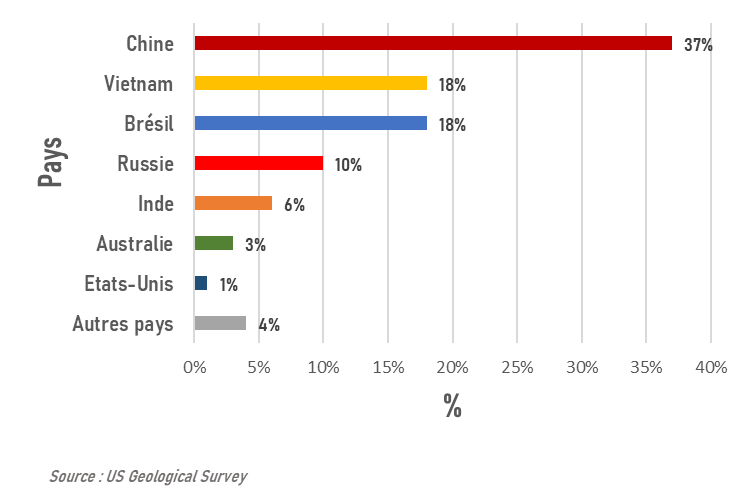 Chine 37%
Vietnam 18%
Brésil 18%
Russie 10%
Inde 6%
Australie 3%
Etats-Unis 1%
Autres pays 4%
Pays
0% 5% 10% 15% 20% 25% 30% 35% 40%
%
Source : US Geological Survey